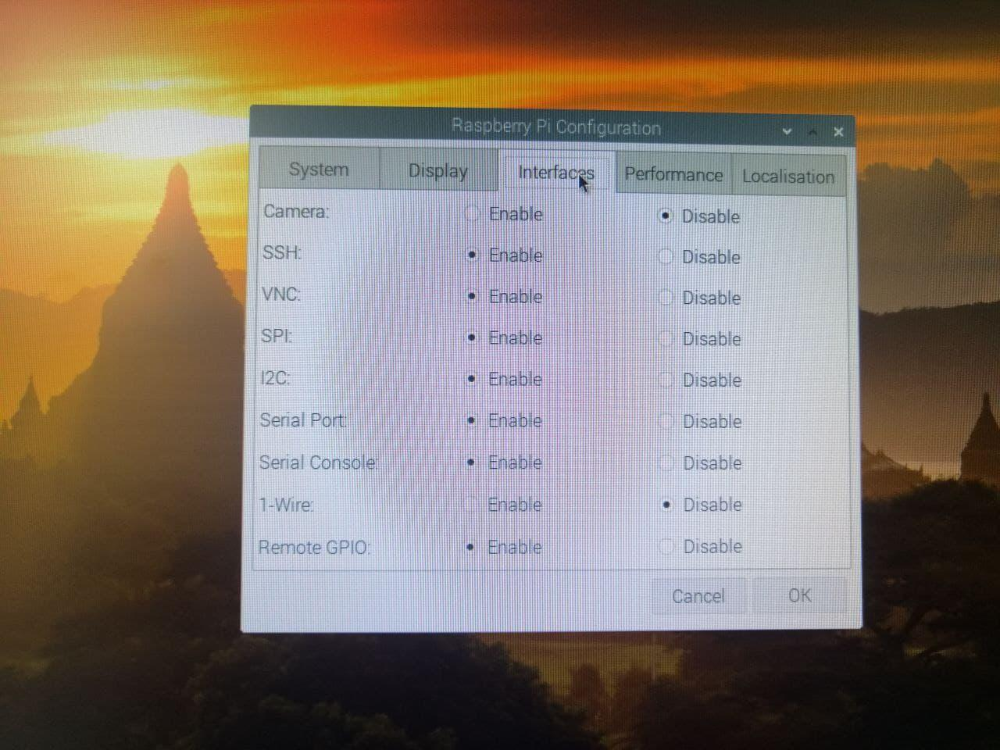 Raspberry Pi Configuration
System Display Interfaces Performance Localisation
Camera: Enable Disable
SSH: Enable Disable
VNC: Enable Disable
SPI: Enable Disable
I2C: Enable Disable
Serial Port: Enable Disable
Serial Console: Enable Disable
1-Wire: Enable Disable
Remote GPIO: Enable Disable
Cancel OK